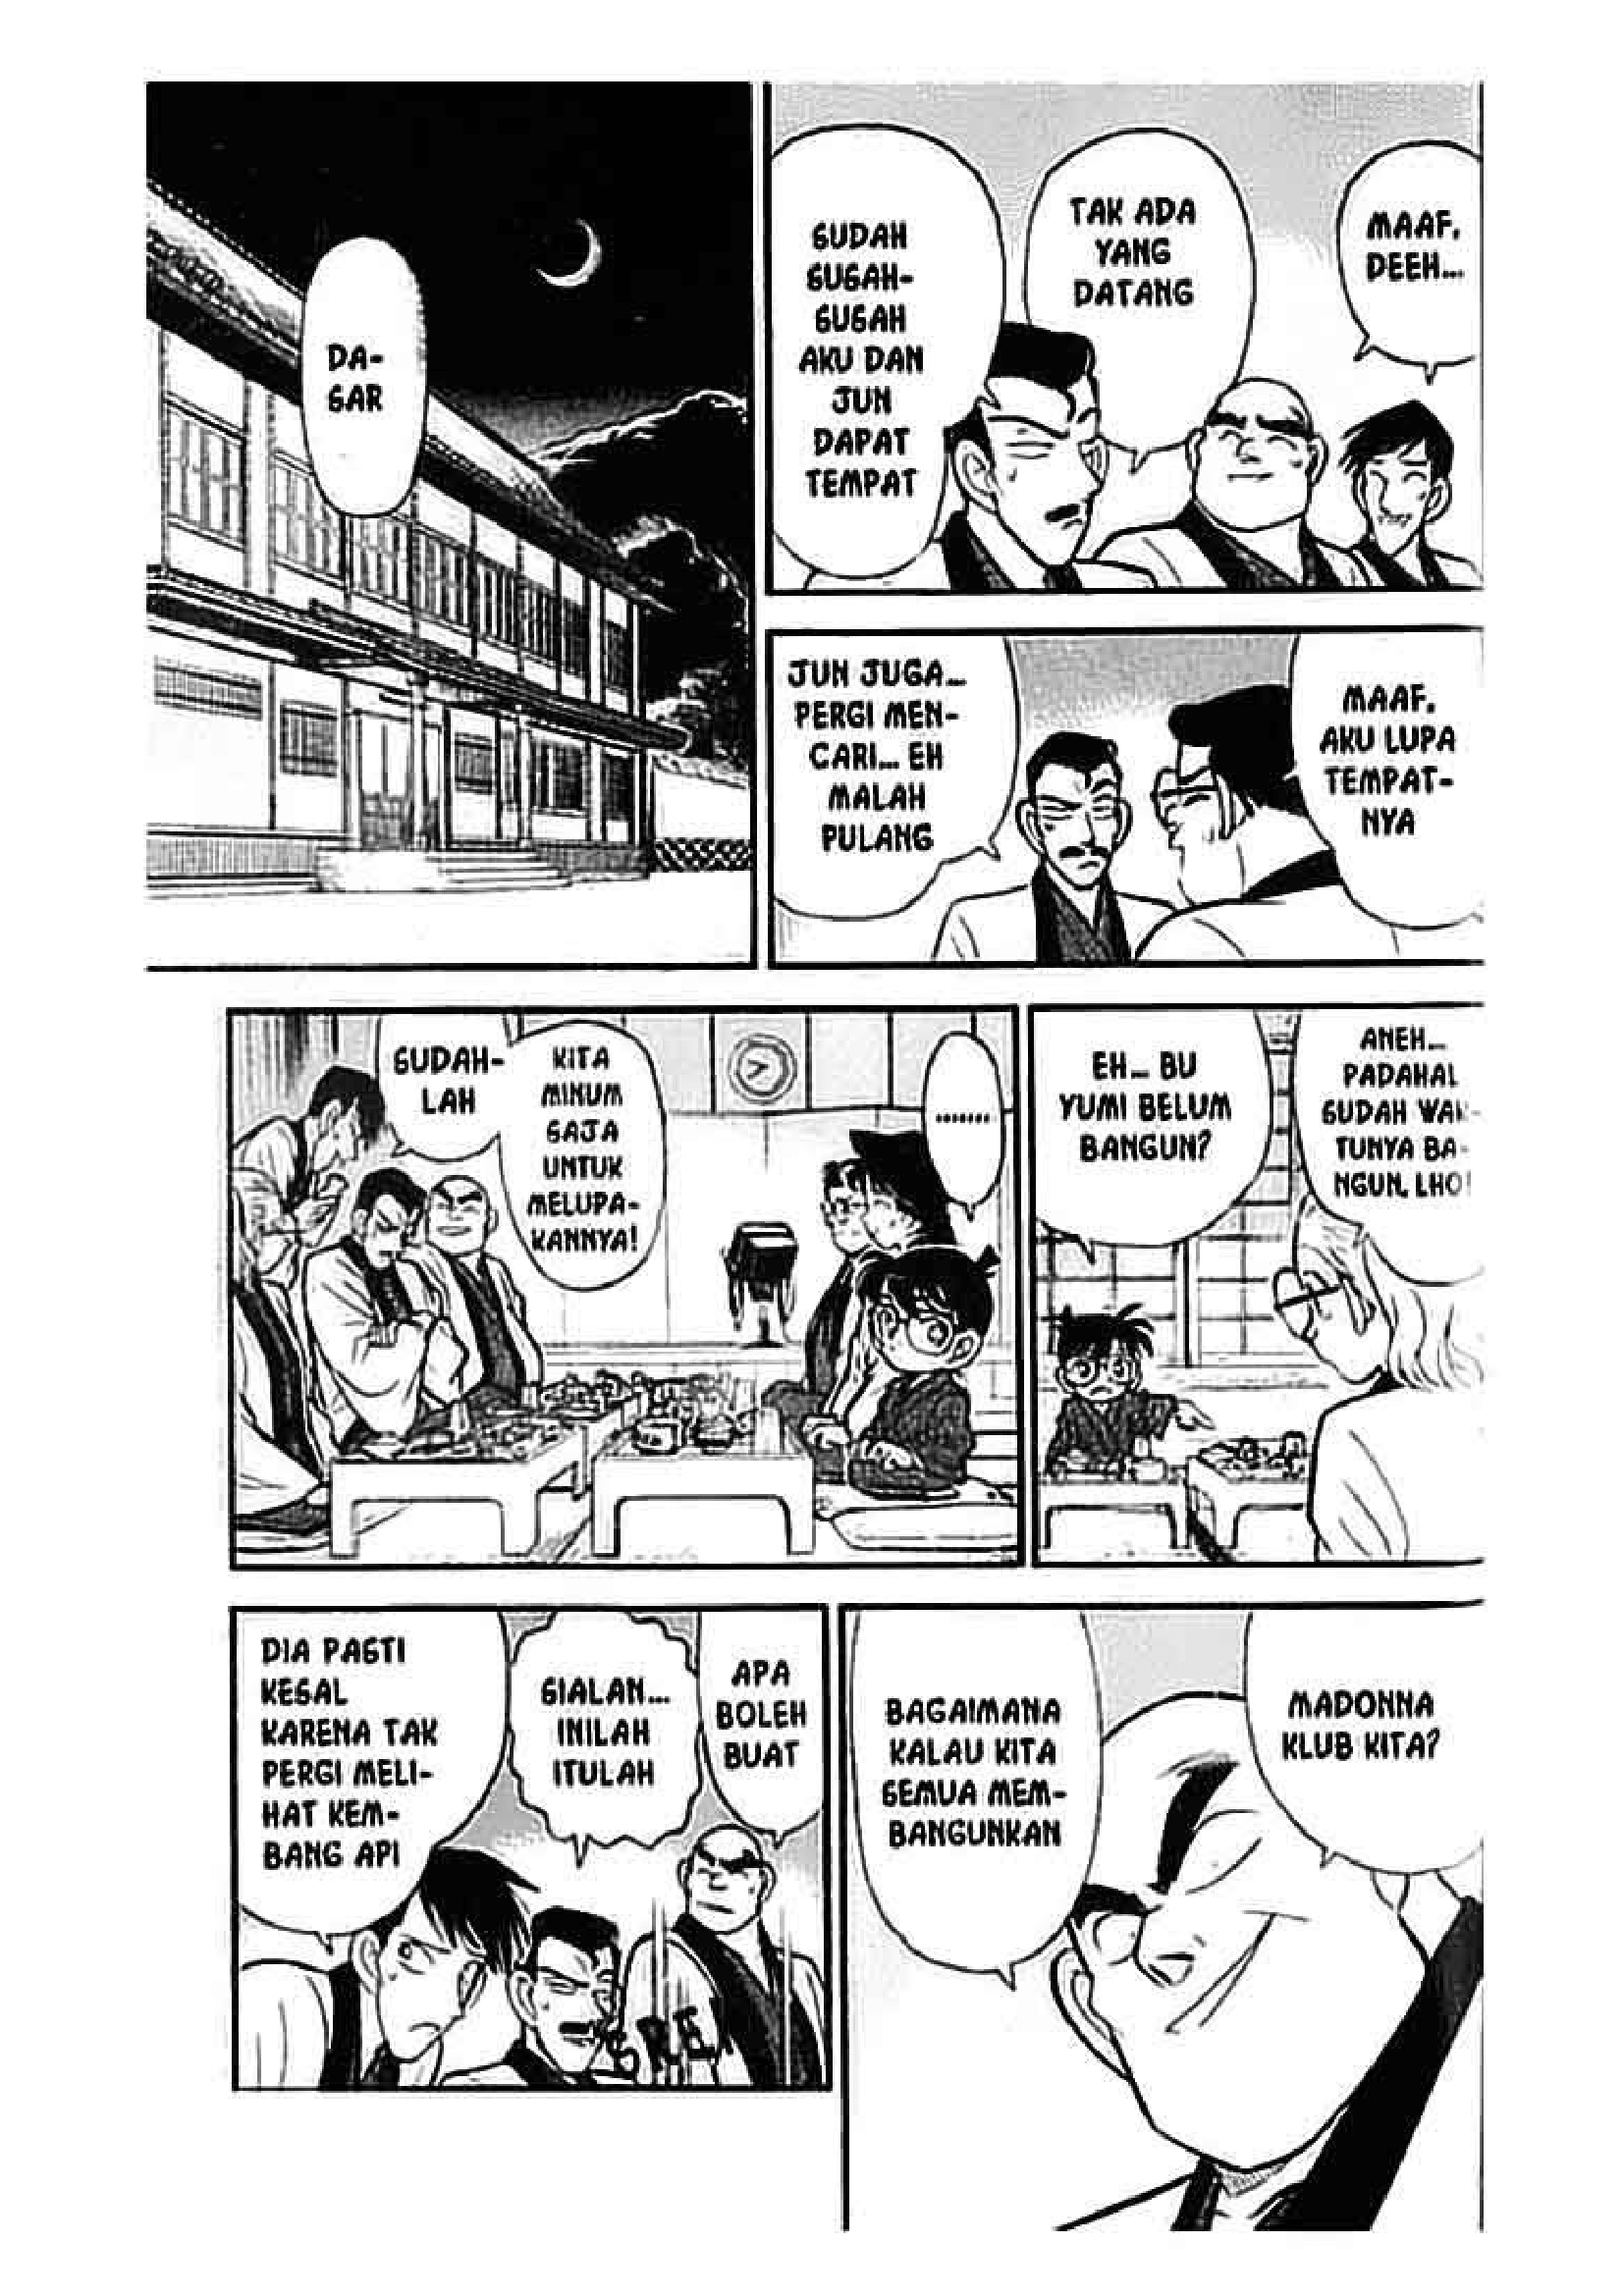 DA-
SAR
SUDAH
SUSAH-
SUSAH
AKU DAN
JUN
DAPAT
TEMPAT
TAK ADA
YANG
DATANG
MAAF,
DEEH...
JUN JUGA...
PERGI MEN-
CARI... EH
MALAH
PULANG
MAAF,
AKU LUPA
TEMPAT-
NYA
SUDAH-
LAH
KITA
MINUM
SAJA
UNTUK
MELUPA-
KANNYA!
.......
EH... BU
YUMI BELUM
BANGUN?
ANEH...
PADAHAL
SUDAH WAK-
TUNYA BA-
NGUN, LHO!
DIA PASTI
KESAL
KARENA TAK
PERGI MELI-
HAT KEM-
BANG API
SIALAN...
INILAH
ITULAH
APA
BOLEH
BUAT
BAGAIMANA
KALAU KITA
SEMUA MEM-
BANGUNKAN
MADONNA
KLUB KITA?